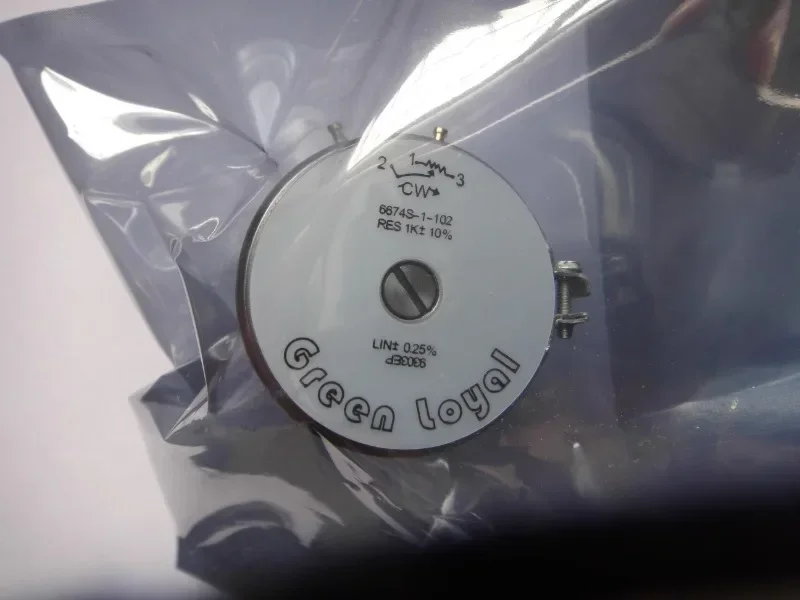 1
2 3
CW
6674S-1-102
RES 1K± 10%
LIN± 0.25%
Green Loyal